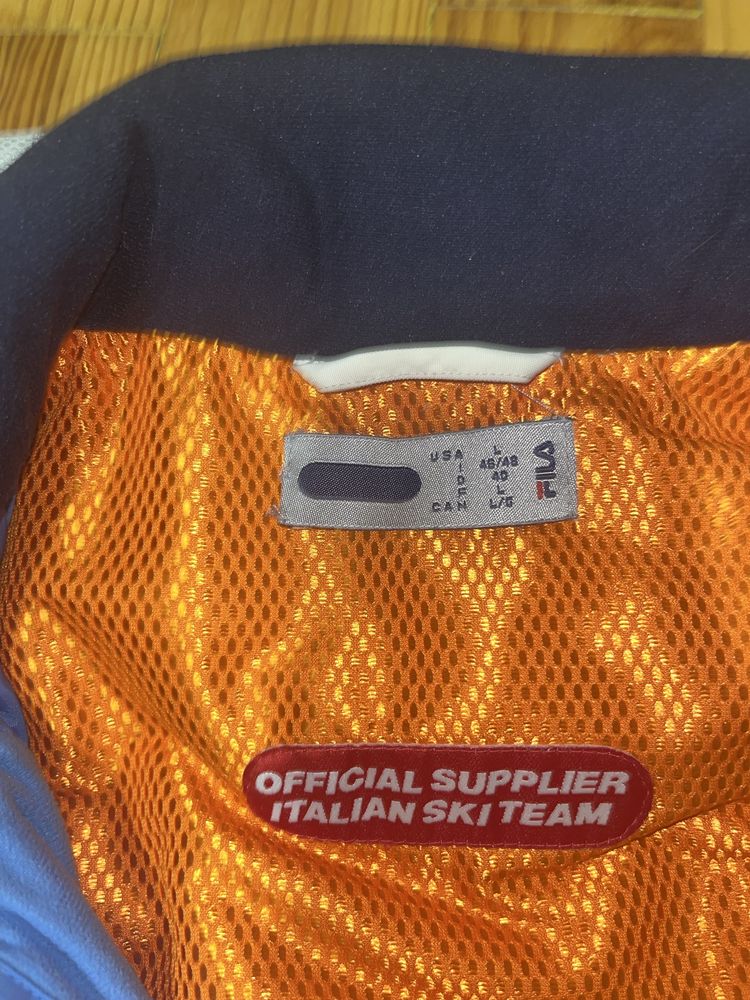 USA L
I 46/48
D 40
F L
CAN L/G
FILA
OFFICIAL SUPPLIER
ITALIAN SKI TEAM